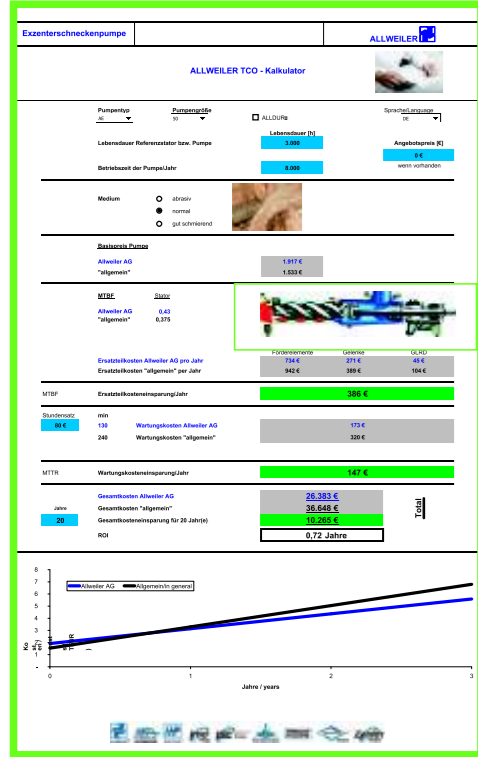 Exzenterschneckenpumpe
ALLWEILER
ALLWEILER TCO - Kalkulator
Pumpentyp Pumpengröße Sprache/Language
AE 50 ALLDUR® DE
Lebensdauer [h]
Lebensdauer Referenzstator bzw. Pumpe 3.000 Angebotspreis [€]
0 €
Betriebszeit der Pumpe/Jahr 8.000 wenn vorhanden
Medium abrasiv
normal
gut schmierend
Basispreis Pumpe
Allweiler AG 1.917 €
"allgemein" 1.533 €
MTBF Stator
Allweiler AG 0,43
"allgemein" 0,375
Förderelemente Gelenke GLRD
Ersatzteilkosten Allweiler AG pro Jahr 734 € 271 € 45 €
Ersatzteilkosten "allgemein" per Jahr 942 € 389 € 104 €
MTBF Ersatzteilkosteneinsparung/Jahr 386 €
Stundensatz min
60 € 130 Wartungskosten Allweiler AG 173 €
240 Wartungskosten "allgemein" 320 €
MTTR Wartungskosteneinsparung/Jahr 147 €
Gesamtkosten Allweiler AG 26.383 €
Jahre Gesamtkosten "allgemein" 36.648 € Total
20 Gesamtkosteneinsparung für 20 Jahr(e) 10.265 €
ROI 0,72 Jahre
8
7
6
5
4
3
2
1
-
Allweiler AG Allgemein/in general
0 1 2 3
Jahre / years